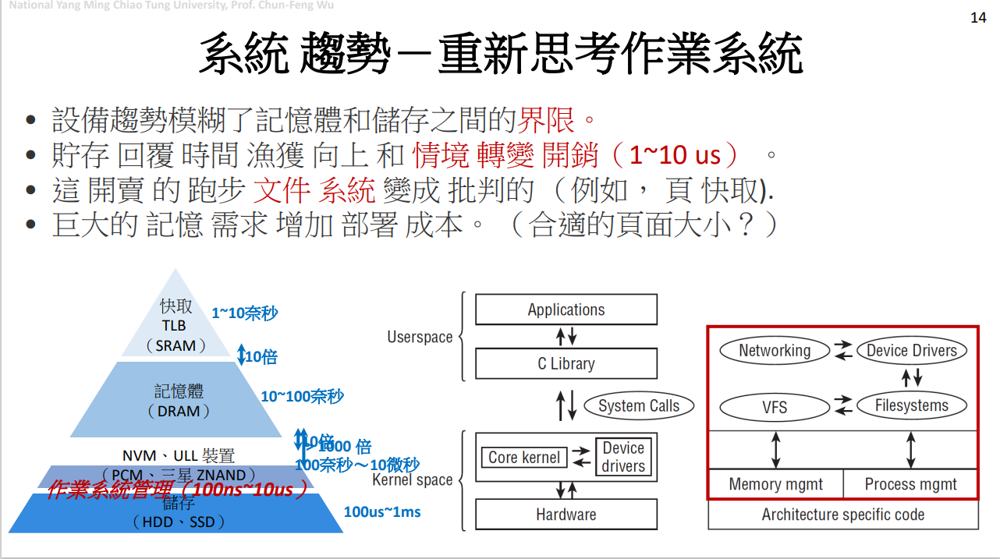 National Yang Ming Chiao Tung University, Prof. Chun-Feng Wu
14
系統 趨勢－重新思考作業系統
• 設備趨勢模糊了記憶體和儲存之間的界限。
• 貯存 回覆 時間 漁獲 向上 和 情境 轉變 開銷（1~10 us） 。
• 這 開賣 的 跑步 文件 系統 變成 批判的 （例如， 頁 快取).
• 巨大的 記憶 需求 增加 部署 成本。 （合適的頁面大小？）
快取
TLB
（SRAM）
1~10奈秒
10倍
記憶體
（DRAM）
10~100奈秒
10倍
> 1000 倍
NVM、ULL 裝置
（PCM、三星 ZNAND）
100奈秒～10微秒
作業系統管理（100ns~10us）
儲存
（HDD、SSD）
100us~1ms
Userspace
Applications
C Library
System Calls
Kernel space
Core kernel
Device
drivers
Hardware
Networking
Device Drivers
VFS
Filesystems
Memory mgmt
Process mgmt
Architecture specific code